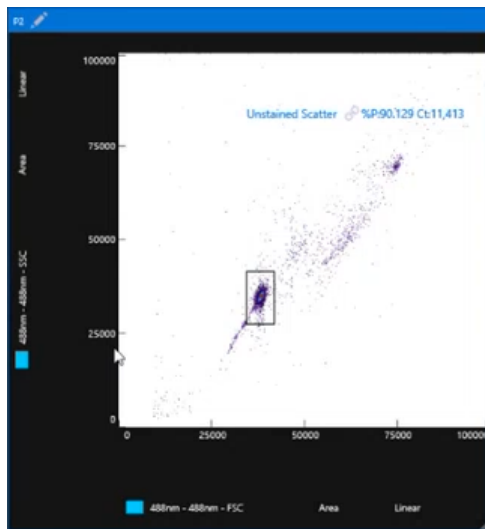 P2
100000
Unstained Scatter %P:90.129 Ct:11,413
75000
50000
25000
0
Linear
Area
488nm - 488nm - SSC
0 25000 50000 75000 100000
488nm - 488nm - FSC Area Linear